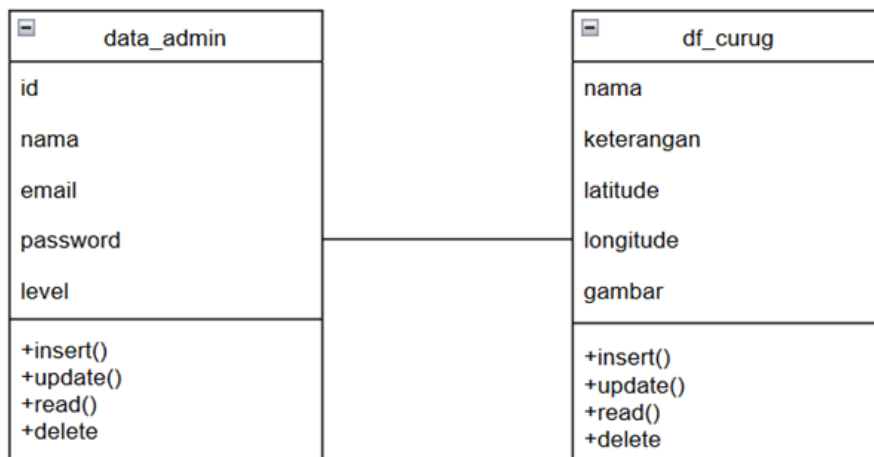 data_admin
id
nama
email
password
level
+insert()
+update()
+read()
+delete
df_curug
nama
keterangan
latitude
longitude
gambar
+insert()
+update()
+read()
+delete